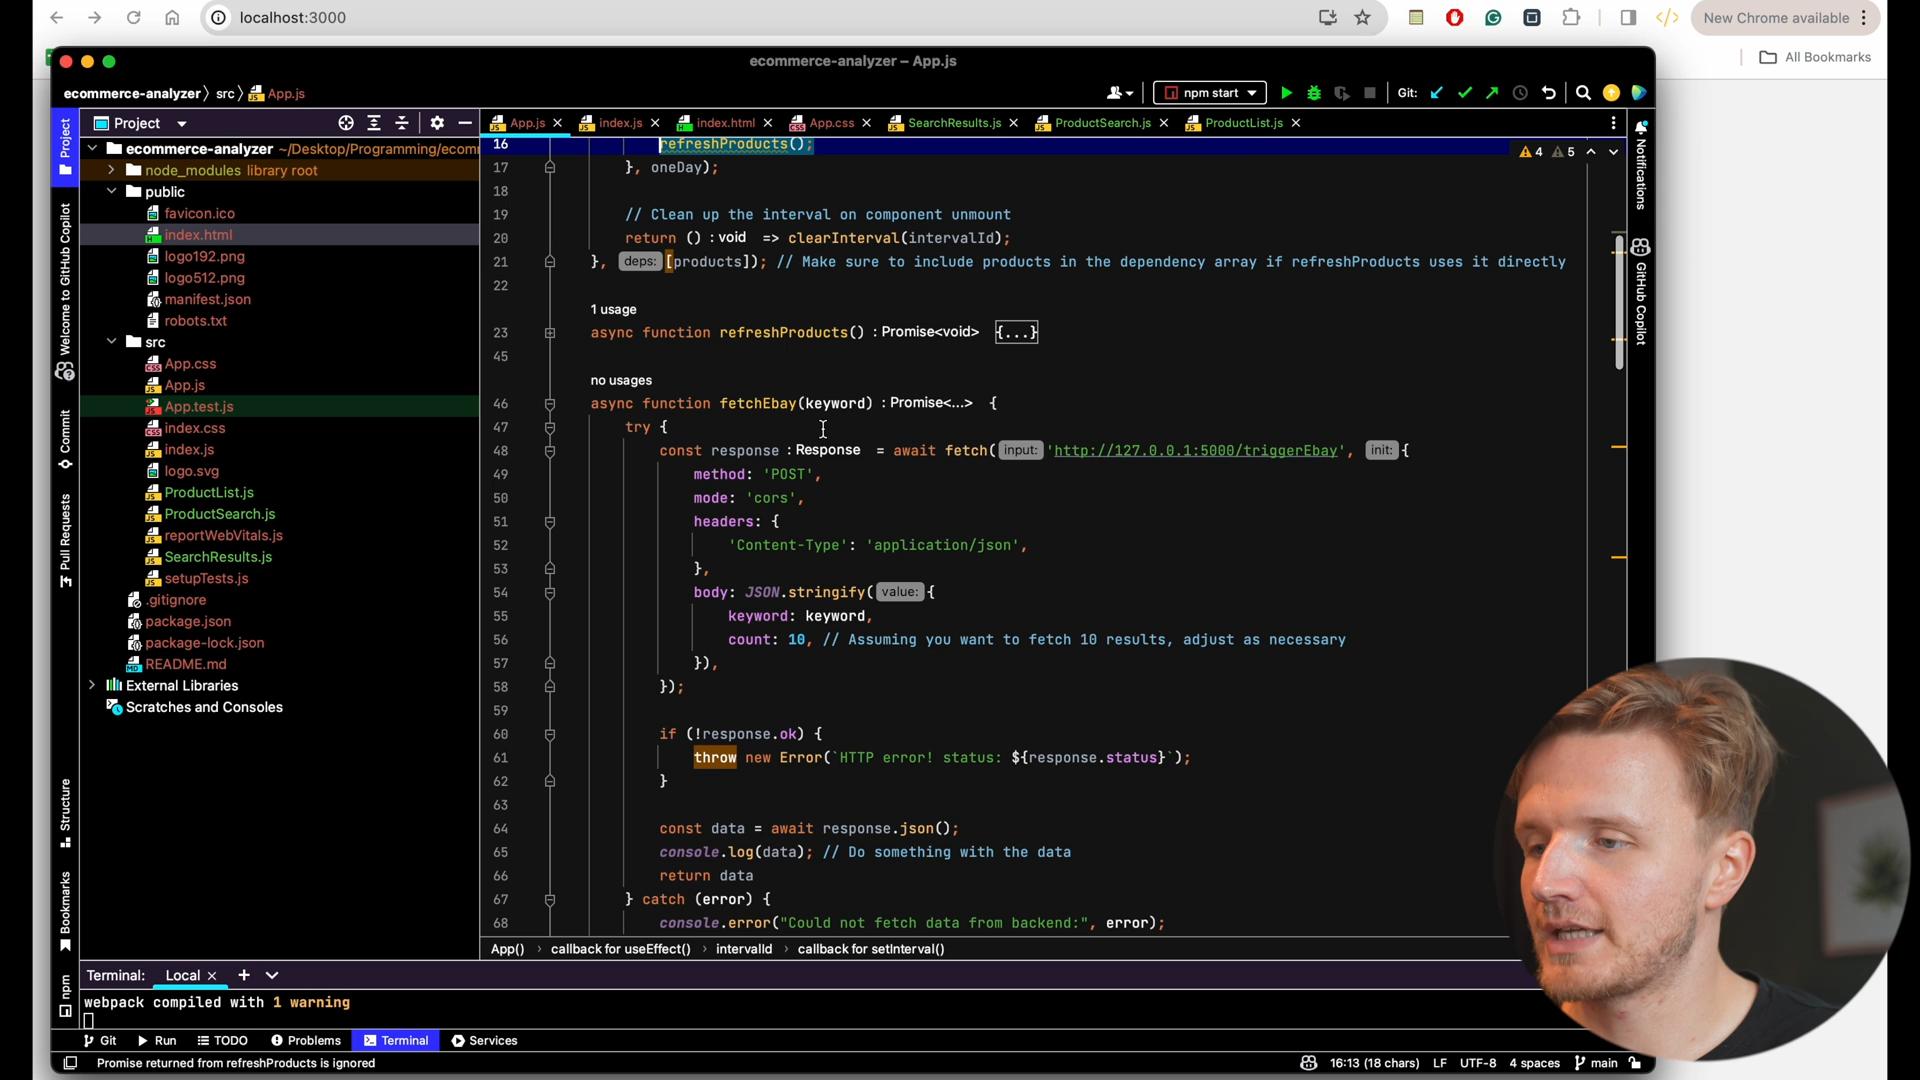 localhost:3000
New Chrome available
All Bookmarks
ecommerce-analyzer – App.js
ecommerce-analyzer
src
App.js
npm start
Git:
Project
App.js
index.js
index.html
App.css
SearchResults.js
ProductSearch.js
ProductList.js
Project
Welcome to GitHub Copilot
Commit
Pull Requests
Structure
Bookmarks
npm
ecommerce-analyzer ~/Desktop/Programming/ecom
node_modules library root
public
favicon.ico
index.html
logo192.png
logo512.png
manifest.json
robots.txt
src
App.css
App.js
App.test.js
index.css
index.js
logo.svg
ProductList.js
ProductSearch.js
reportWebVitals.js
SearchResults.js
setupTests.js
.gitignore
package.json
package-lock.json
README.md
External Libraries
Scratches and Consoles
4 5
16 refreshProducts();
17 }, oneDay);
18
19 // Clean up the interval on component unmount
20 return () : void => clearInterval(intervalId);
21 }, deps: [products]); // Make sure to include products in the dependency array if refreshProducts uses it directly
22
1 usage
23 async function refreshProducts() : Promise<void> {...}
45
no usages
46 async function fetchEbay(keyword) : Promise<...> {
47 try {
48 const response : Response = await fetch( input: 'http://127.0.0.1:5000/triggerEbay', init: {
49 method: 'POST',
50 mode: 'cors',
51 headers: {
52 'Content-Type': 'application/json',
53 },
54 body: JSON.stringify( value: {
55 keyword: keyword,
56 count: 10, // Assuming you want to fetch 10 results, adjust as necessary
57 }),
58 });
59
60 if (!response.ok) {
61 throw new Error(`HTTP error! status: ${response.status}`);
62 }
63
64 const data = await response.json();
65 console.log(data); // Do something with the data
66 return data
67 } catch (error) {
68 console.error("Could not fetch data from backend:", error);
Notifications
GitHub Copilot
App() › callback for useEffect() › intervalId › callback for setInterval()
Terminal: Local
webpack compiled with 1 warning
Git
Run
TODO
Problems
Terminal
Services
Promise returned from refreshProducts is ignored
16:13 (18 chars) LF UTF-8 4 spaces main